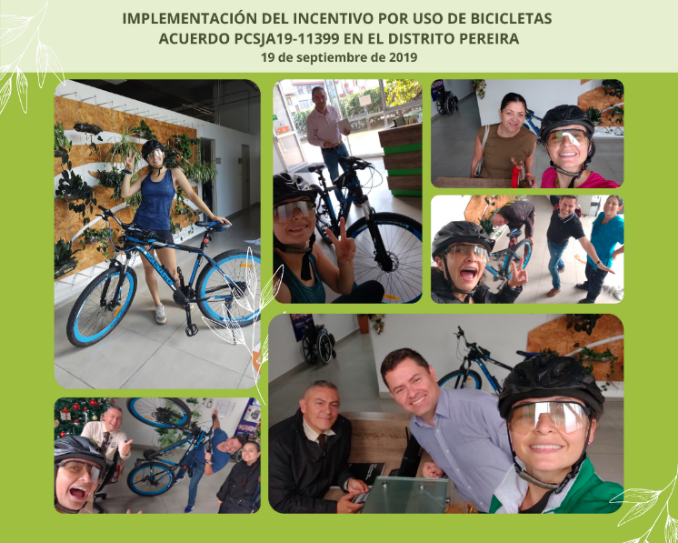 IMPLEMENTACIÓN DEL INCENTIVO POR USO DE BICICLETAS
ACUERDO PCSJA19-11399 EN EL DISTRITO PEREIRA
19 de septiembre de 2019